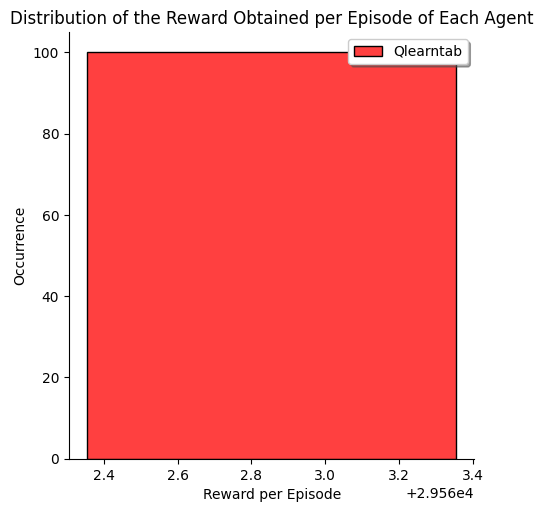 Distribution of the Reward Obtained per Episode of Each Agent
Qlearntab
100
80
60
40
20
0
Occurrence
2.4 2.6 2.8 3.0 3.2 3.4
+2.956e4
Reward per Episode